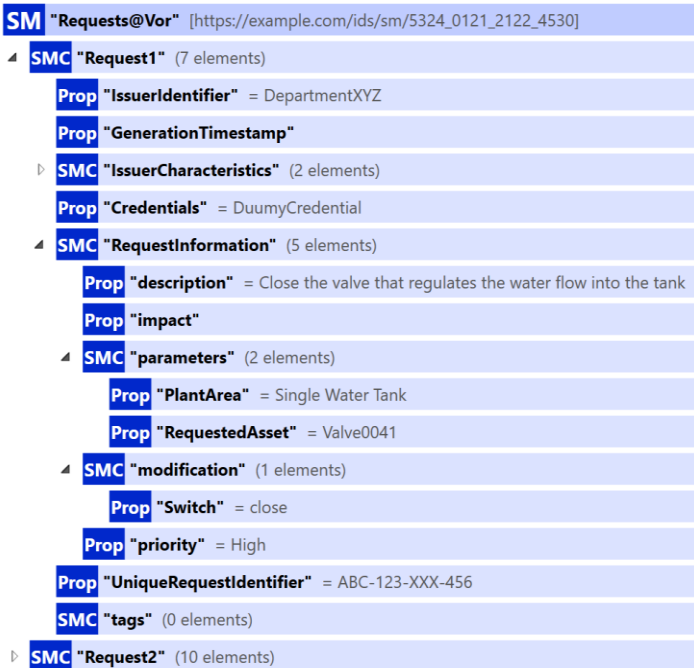 SM "Requests@Vor" [https://example.com/ids/sm/5324_0121_2122_4530]
SMC "Request1" (7 elements)
Prop "IssuerIdentifier" = DepartmentXYZ
Prop "GenerationTimestamp"
SMC "IssuerCharacteristics" (2 elements)
Prop "Credentials" = DuumyCredential
SMC "RequestInformation" (5 elements)
Prop "description" = Close the valve that regulates the water flow into the tank
Prop "impact"
SMC "parameters" (2 elements)
Prop "PlantArea" = Single Water Tank
Prop "RequestedAsset" = Valve0041
SMC "modification" (1 elements)
Prop "Switch" = close
Prop "priority" = High
Prop "UniqueRequestIdentifier" = ABC-123-XXX-456
SMC "tags" (0 elements)
SMC "Request2" (10 elements)